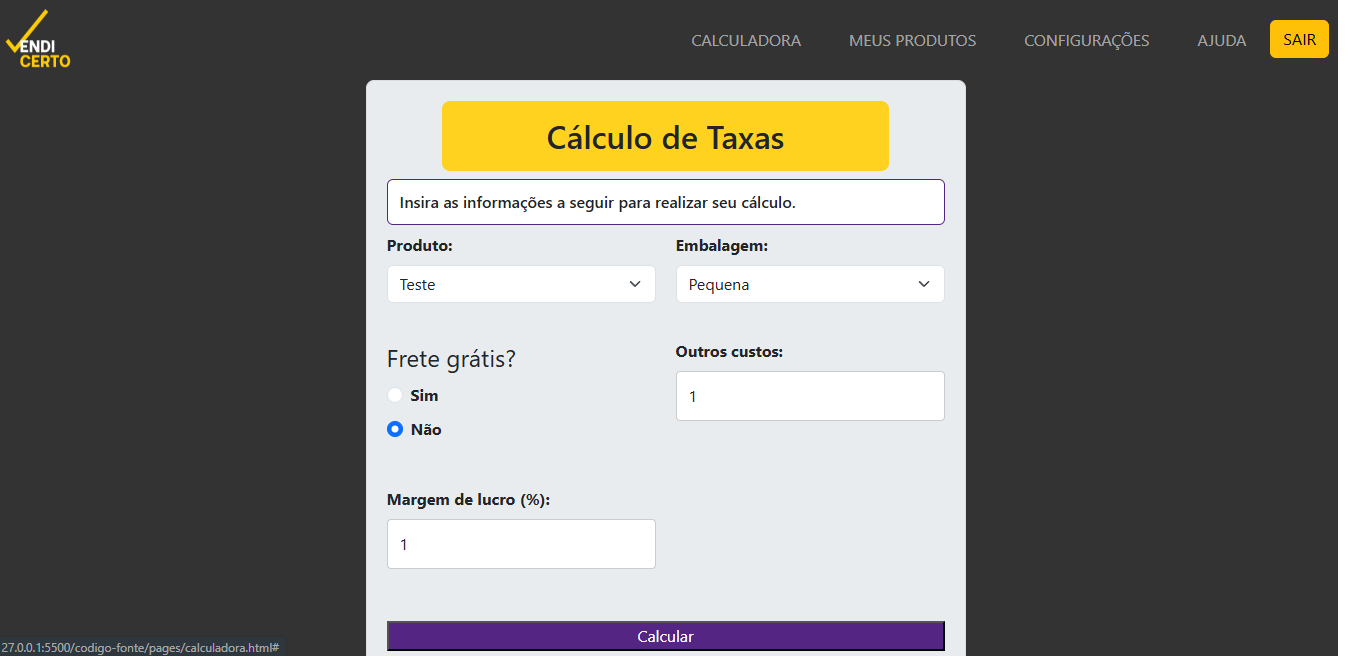 ENDI
CERTO
CALCULADORA MEUS PRODUTOS CONFIGURAÇÕES AJUDA SAIR
Cálculo de Taxas
Insira as informações a seguir para realizar seu cálculo.
Produto: Embalagem:
Teste Pequena
Frete grátis? Outros custos:
Sim
1
Não
Margem de lucro (%):
1
Calcular
27.0.0.1:5500/codigo-fonte/pages/calculadora.html#